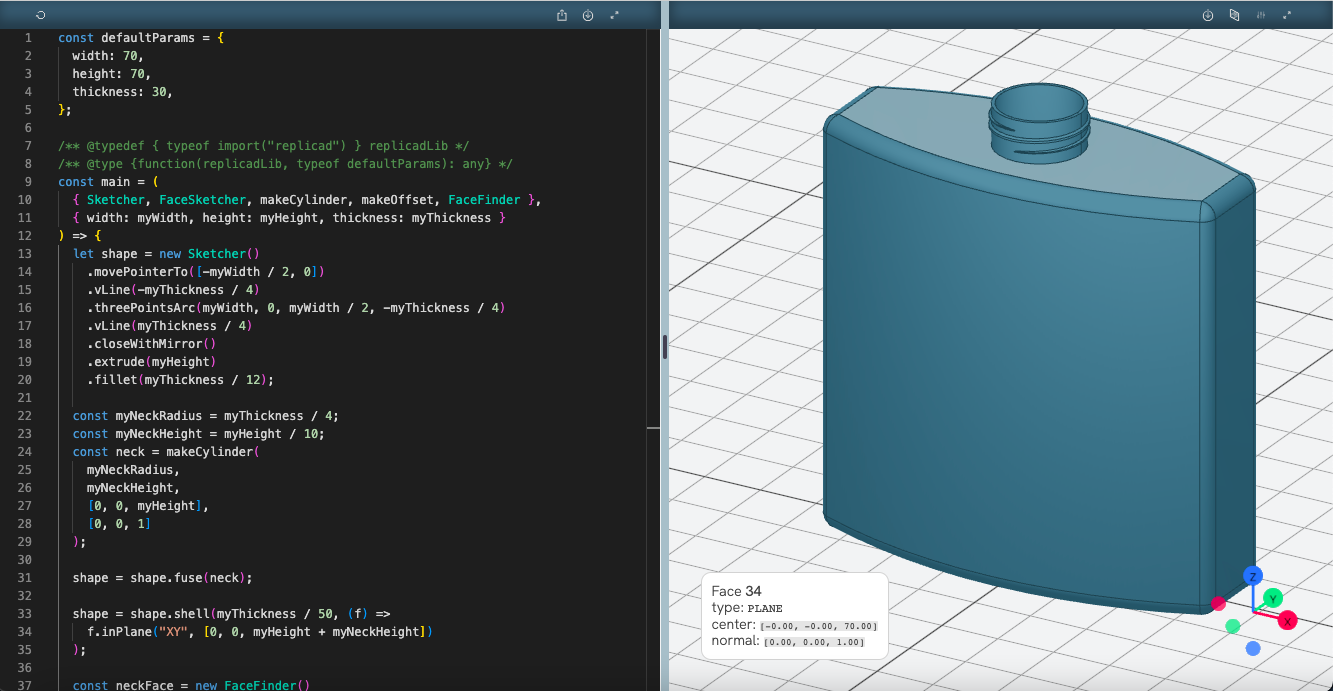 1 const defaultParams = {
2   width: 70,
3   height: 70,
4   thickness: 30,
5 };
6
7 /** @typedef { typeof import("replicad") } replicadLib */
8 /** @type {function(replicadLib, typeof defaultParams): any} */
9 const main = (
10   { Sketcher, FaceSketcher, makeCylinder, makeOffset, FaceFinder },
11   { width: myWidth, height: myHeight, thickness: myThickness }
12 ) => {
13   let shape = new Sketcher()
14     .movePointerTo([-myWidth / 2, 0])
15     .vLine(-myThickness / 4)
16     .threePointsArc(myWidth, 0, myWidth / 2, -myThickness / 4)
17     .vLine(myThickness / 4)
18     .closeWithMirror()
19     .extrude(myHeight)
20     .fillet(myThickness / 12);
21
22   const myNeckRadius = myThickness / 4;
23   const myNeckHeight = myHeight / 10;
24   const neck = makeCylinder(
25     myNeckRadius,
26     myNeckHeight,
27     [0, 0, myHeight],
28     [0, 0, 1]
29   );
30
31   shape = shape.fuse(neck);
32
33   shape = shape.shell(myThickness / 50, (f) =>
34     f.inPlane("XY", [0, 0, myHeight + myNeckHeight])
35   );
36
37   const neckFace = new FaceFinder()
Face 34
type: PLANE
center: [-0.00, -0.00, 70.00]
normal: [0.00, 0.00, 1.00]
Z
Y
X